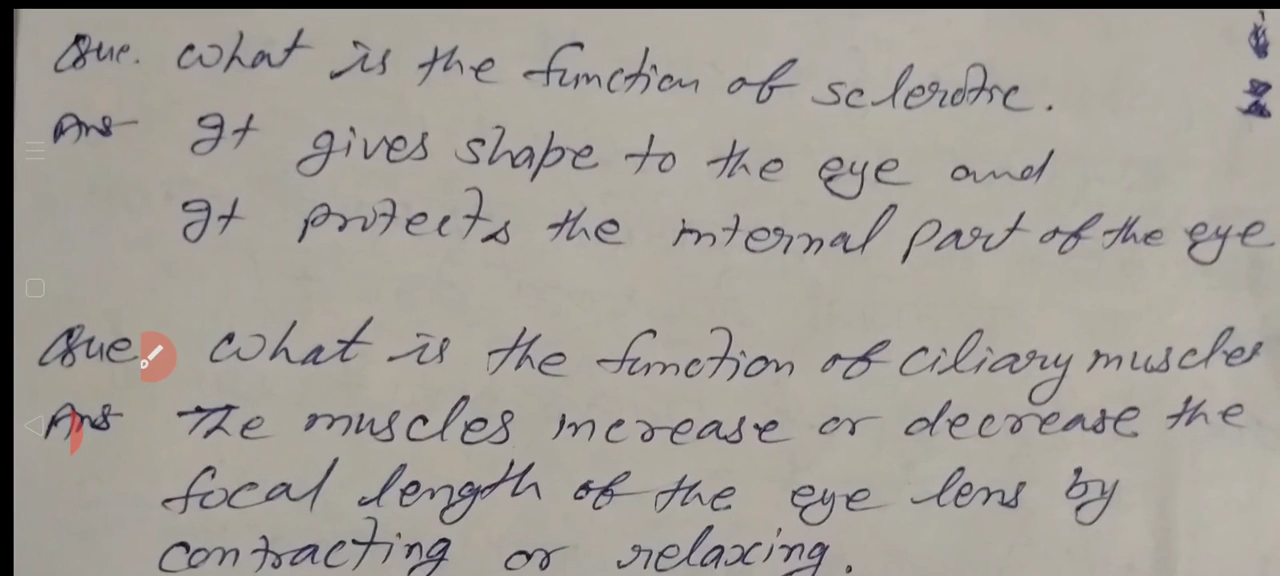 Que. What is the function of sclerotic.
Ans It gives shape to the eye and
It protects the internal part of the eye
Que. What is the function of ciliary muscles
Ans The muscles increase or decrease the
focal length of the eye lens by
contracting or relaxing.